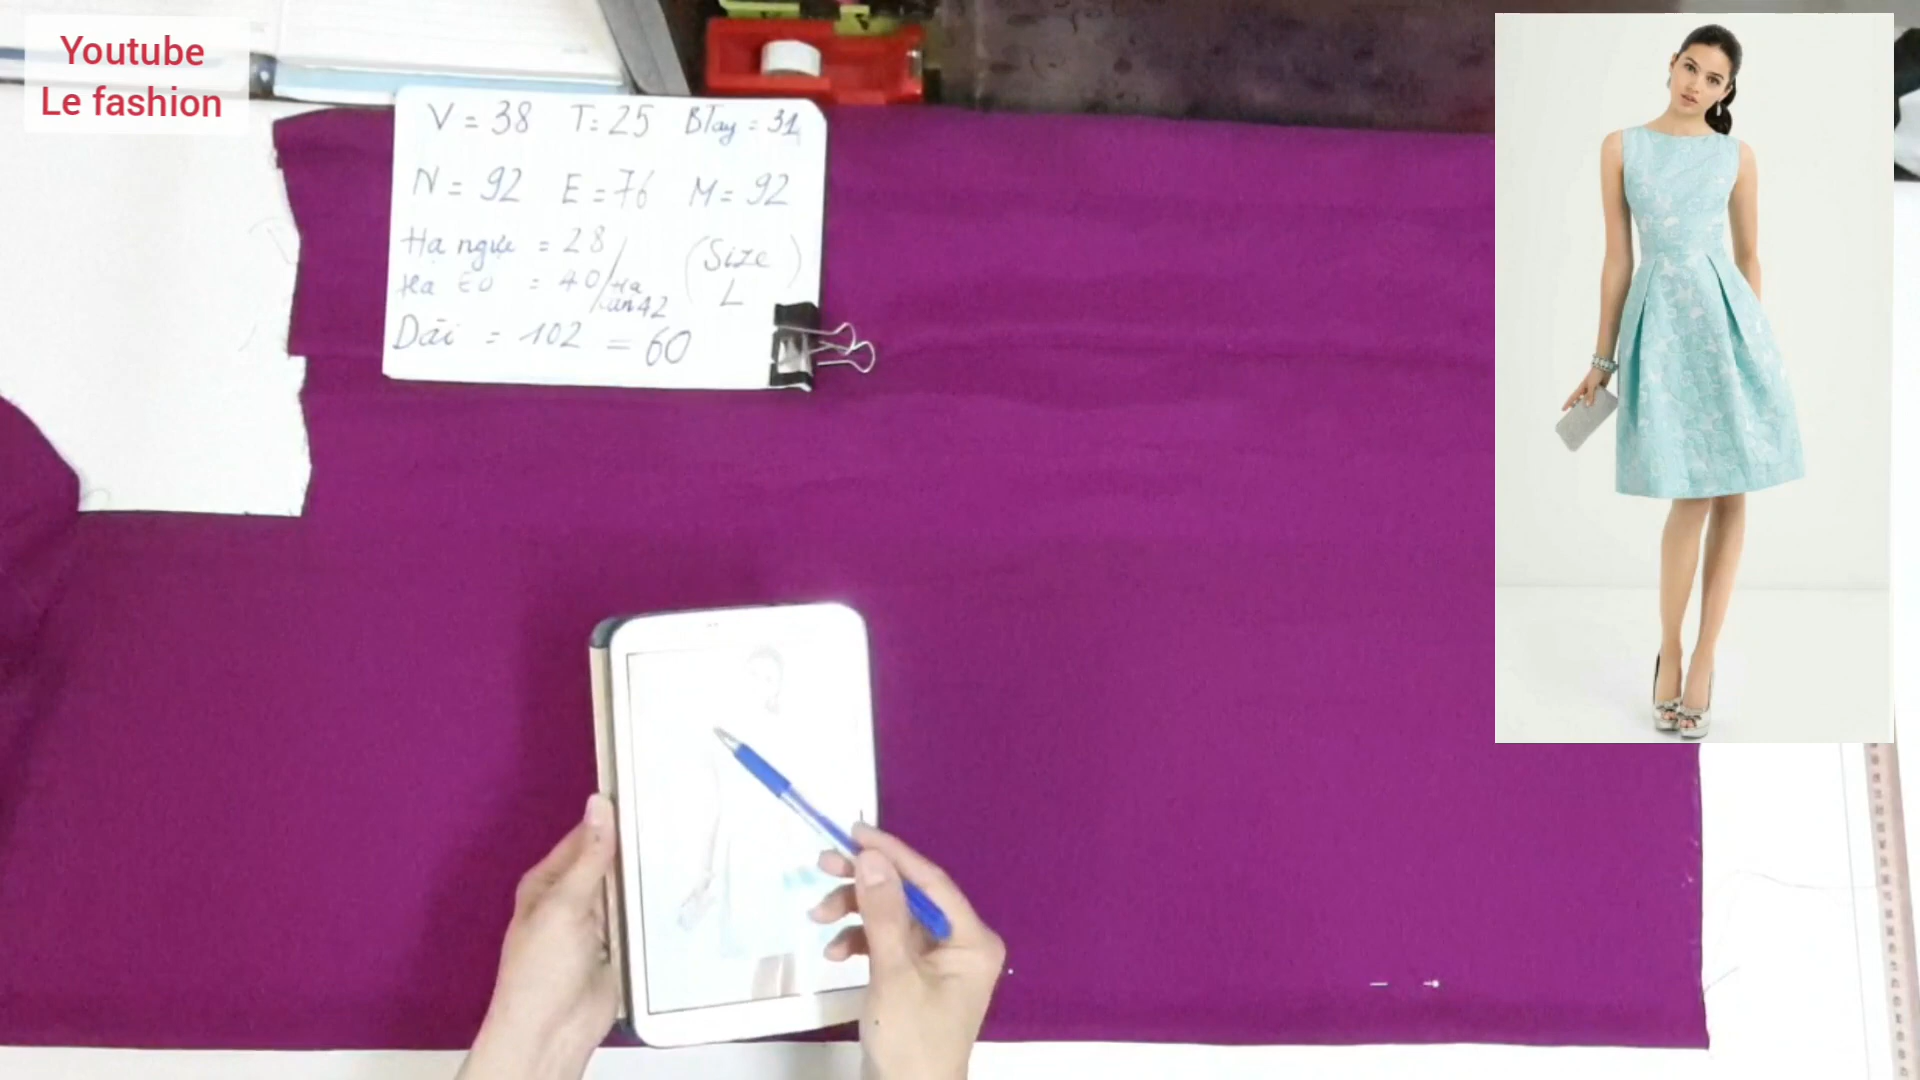 Youtube
Le fashion
V = 38 T: 25 BTay = 31
N = 92 E = 76 M = 92
Hạ ngực = 28
(Size L)
Hạ EO = 40/Hạ
42
Dài = 102 = 60